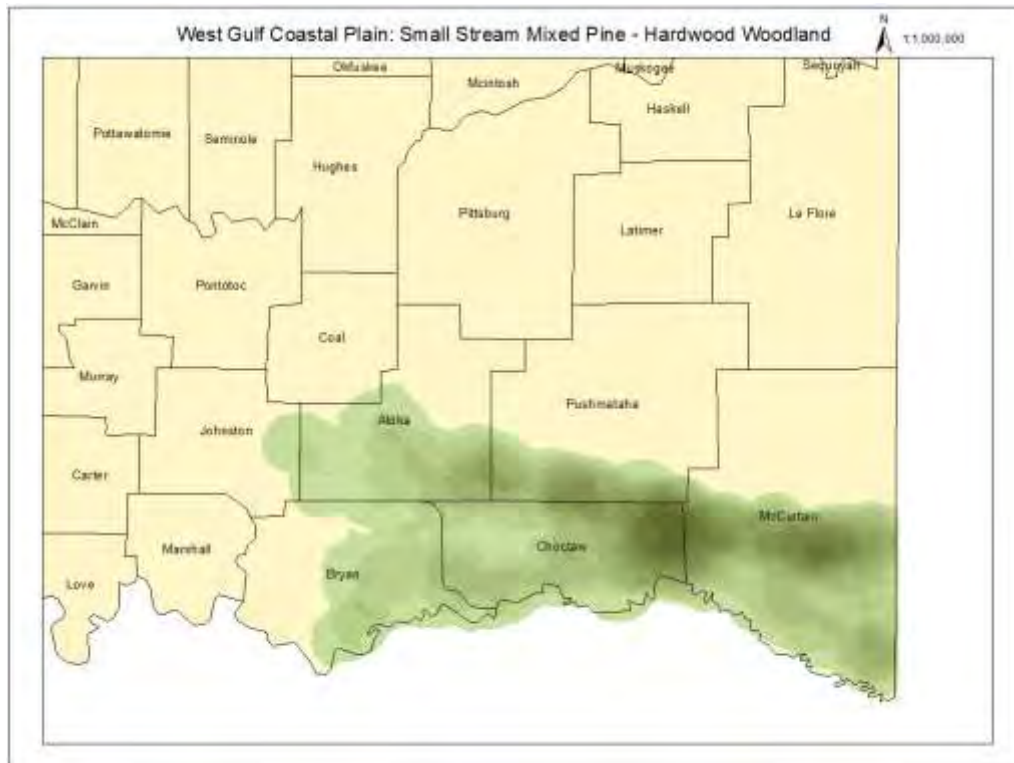 West Gulf Coastal Plain: Small Stream Mixed Pine - Hardwood Woodland
N
1:1,000,000
Okfuskee
McIntosh
Muskogee
Sequoyah
Pottawatomie
Seminole
Haskell
Hughes
Pittsburg
Latimer
Le Flore
McClain
Garvin
Pontotoc
Coal
Murray
Pushmataha
Johnston
Atoka
Carter
McCurtain
Marshall
Choctaw
Bryan
Love